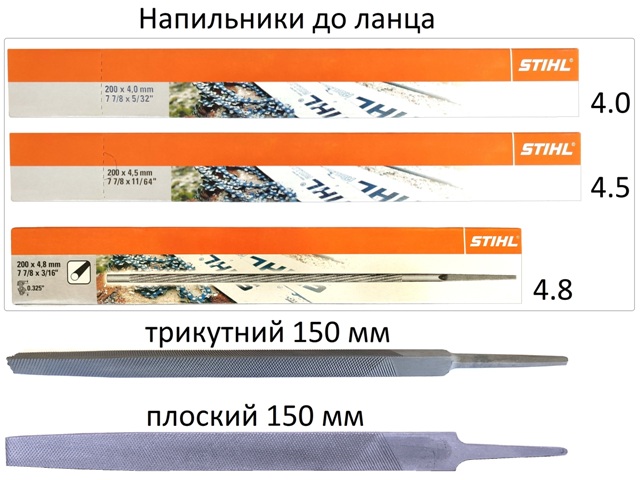 Напильники до ланца
STIHL®
200 x 4,0 mm
7 7/8 x 5/32"
4.0
STIHL®
200 x 4,5 mm
7 7/8 x 11/64"
4.5
STIHL®
200 x 4,8 mm
7 7/8 x 3/16"
0.325"
4.8
трикутний 150 мм
плоский 150 мм